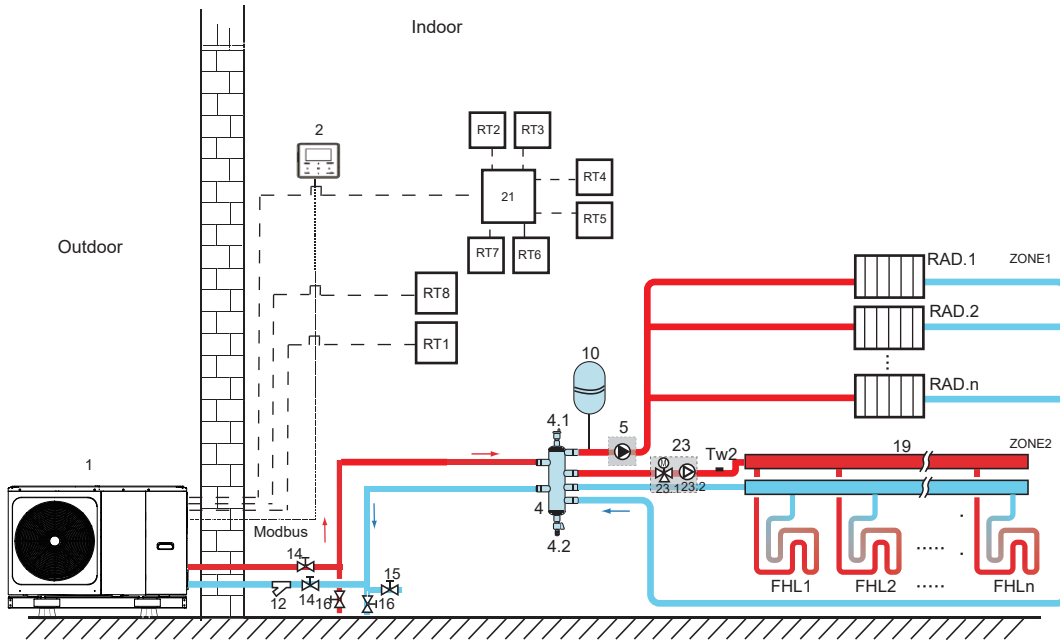 Indoor
2
RT2
RT3
RT4
21
RT5
RT7
RT6
Outdoor
RT8
RT1
RAD.1
ZONE1
RAD.2
10
RAD.n
4.1
5
23
Tw2
19
ZONE2
M
1
23.1
23.2
4
4.2
Modbus
14
15
12
14
16
16
FHL1
FHL2
.....
FHLn